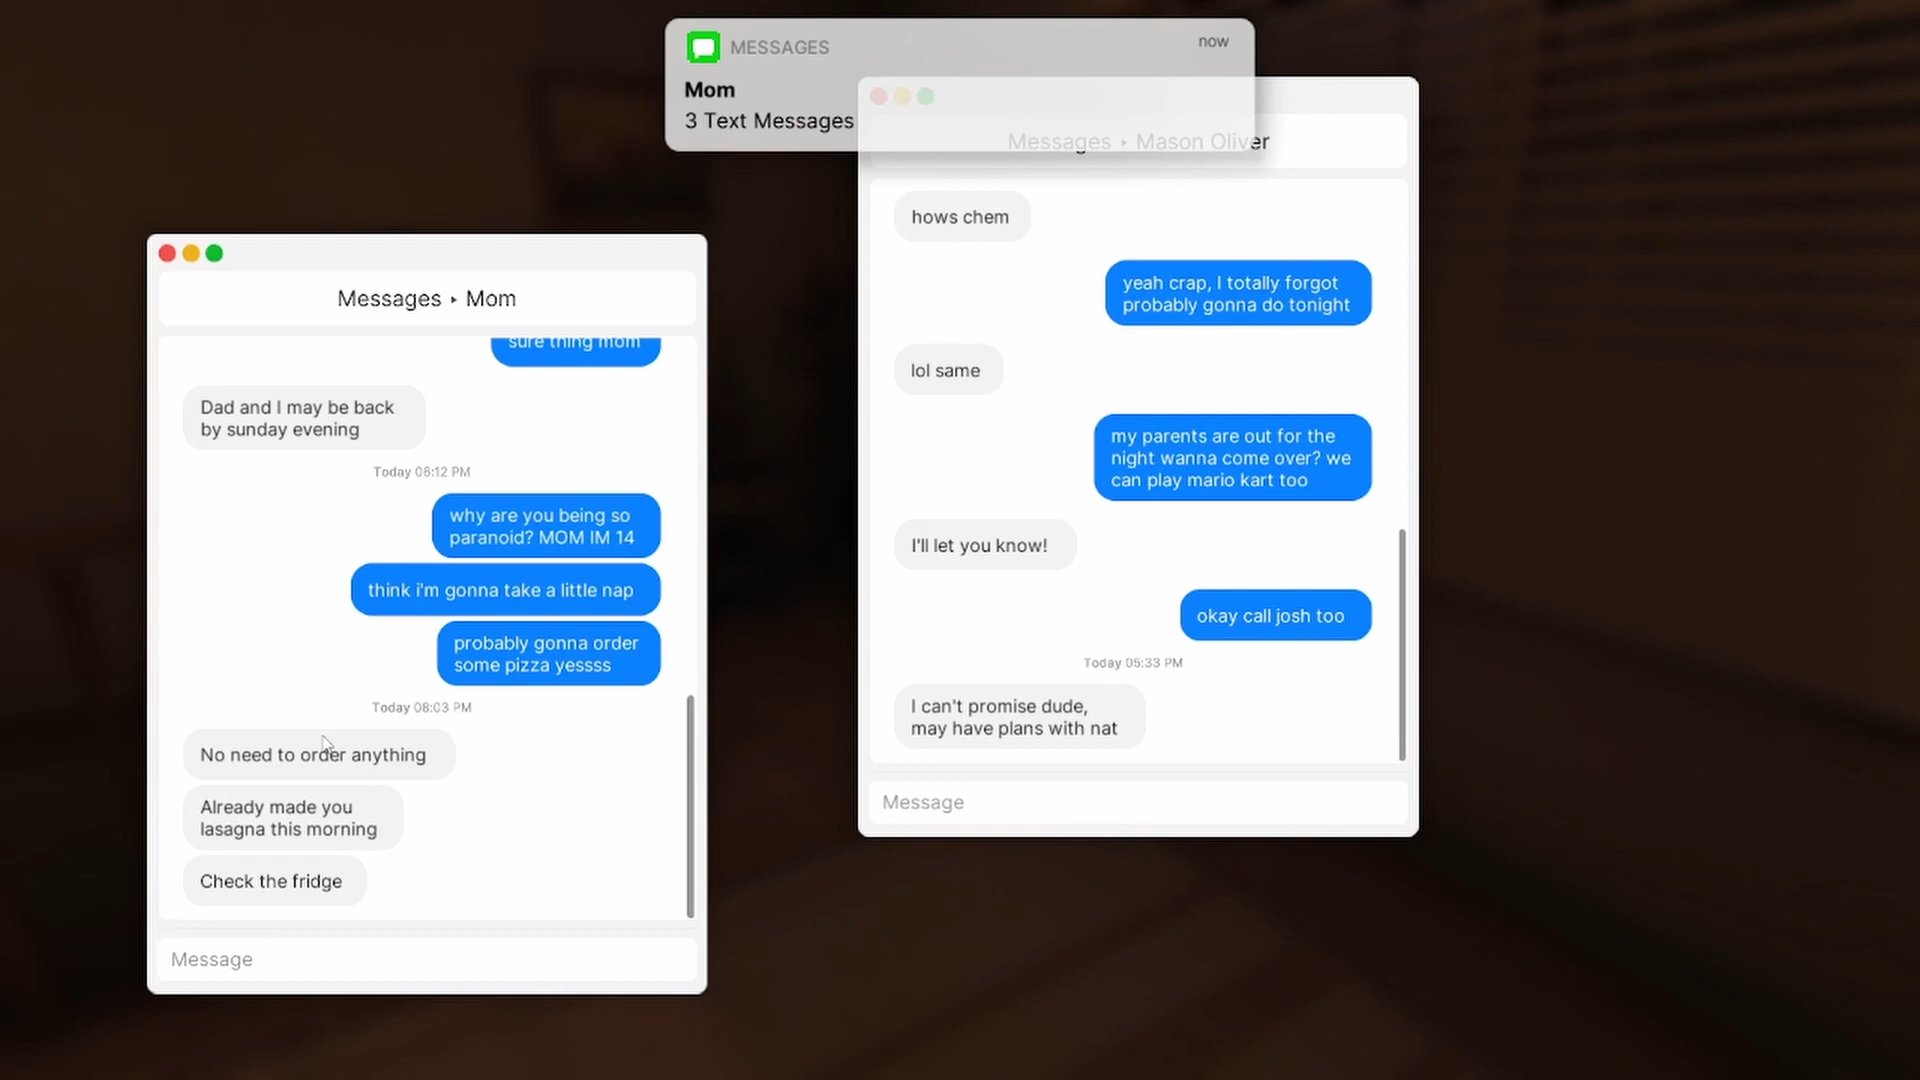 MESSAGES
now
Mom
3 Text Messages
Messages ‣ Mom
sure thing mom
Dad and I may be back
by sunday evening
Today 06:12 PM
why are you being so
paranoid? MOM IM 14
think i'm gonna take a little nap
probably gonna order
some pizza yessss
Today 08:03 PM
No need to order anything
Already made you
lasagna this morning
Check the fridge
Message
Messages ‣ Mason Oliver
hows chem
yeah crap, I totally forgot
probably gonna do tonight
lol same
my parents are out for the
night wanna come over? we
can play mario kart too
I'll let you know!
okay call josh too
Today 05:33 PM
I can't promise dude,
may have plans with nat
Message